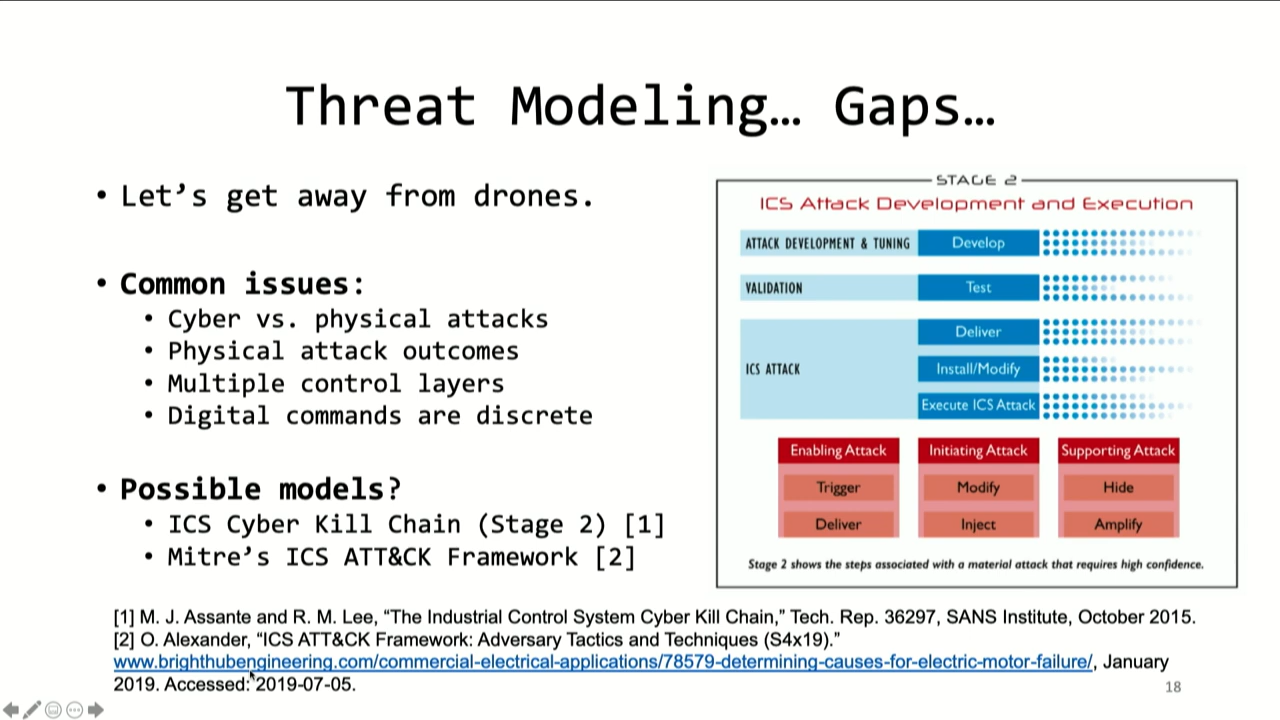 Threat Modeling… Gaps…
• Let’s get away from drones.
• Common issues:
• Cyber vs. physical attacks
• Physical attack outcomes
• Multiple control layers
• Digital commands are discrete
• Possible models?
• ICS Cyber Kill Chain (Stage 2) [1]
• Mitre’s ICS ATT&CK Framework [2]
STAGE 2
ICS Attack Development and Execution
ATTACK DEVELOPMENT & TUNING
Develop
VALIDATION
Test
ICS ATTACK
Deliver
Install/Modify
Execute ICS Attack
Enabling Attack
Trigger
Deliver
Initiating Attack
Modify
Inject
Supporting Attack
Hide
Amplify
Stage 2 shows the steps associated with a material attack that requires high confidence.
[1] M. J. Assante and R. M. Lee, “The Industrial Control System Cyber Kill Chain,” Tech. Rep. 36297, SANS Institute, October 2015.
[2] O. Alexander, “ICS ATT&CK Framework: Adversary Tactics and Techniques (S4x19).”
www.brighthubengineering.com/commercial-electrical-applications/78579-determining-causes-for-electric-motor-failure/, January
2019. Accessed: 2019-07-05.
18